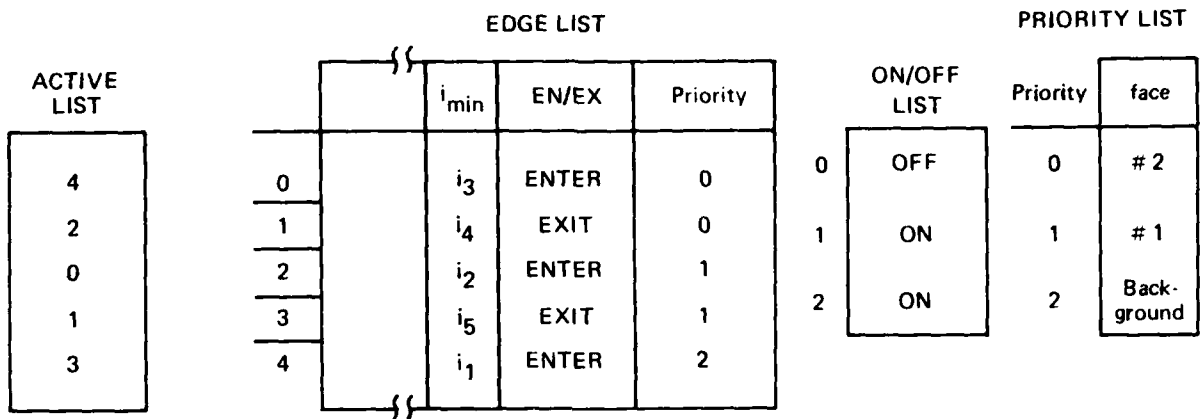 EDGE LIST
PRIORITY LIST
ACTIVE
LIST
i min EN/EX Priority
ON/OFF
LIST
Priority face
4 0 i3 ENTER 0 0 OFF 0 # 2
2 1 i4 EXIT 0 1 ON 1 # 1
0 2 i2 ENTER 1
1 3 i5 EXIT 1 2 ON 2 Back-
ground
3 4 i1 ENTER 2